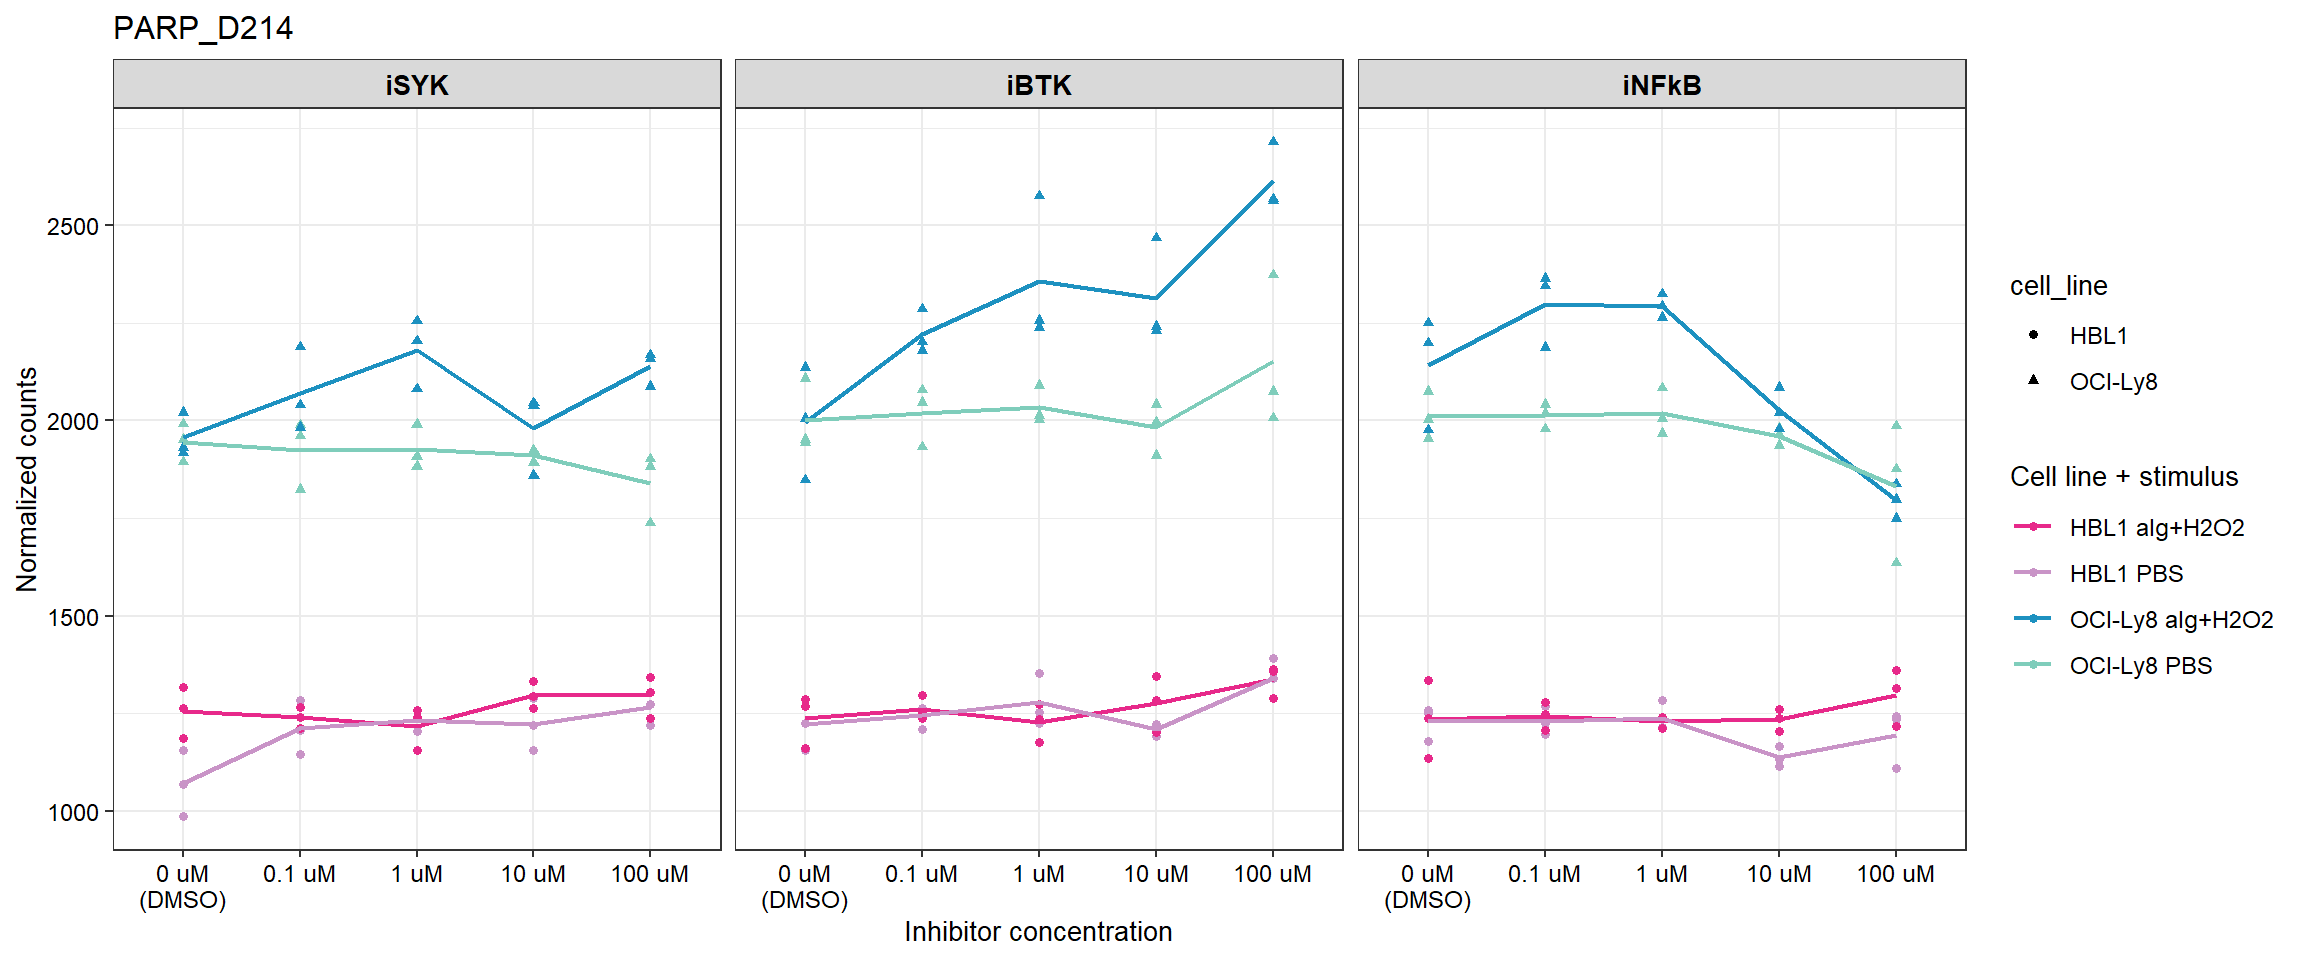 PARP_D214
iSYK
iBTK
iNFkB
Normalized counts
2500
2000
1500
1000
0 uM
(DMSO)
0.1 uM
1 uM
10 uM
100 uM
0 uM
(DMSO)
0.1 uM
1 uM
10 uM
100 uM
0 uM
(DMSO)
0.1 uM
1 uM
10 uM
100 uM
Inhibitor concentration
cell_line
HBL1
OCI-Ly8
Cell line + stimulus
HBL1 aIg+H2O2
HBL1 PBS
OCI-Ly8 aIg+H2O2
OCI-Ly8 PBS